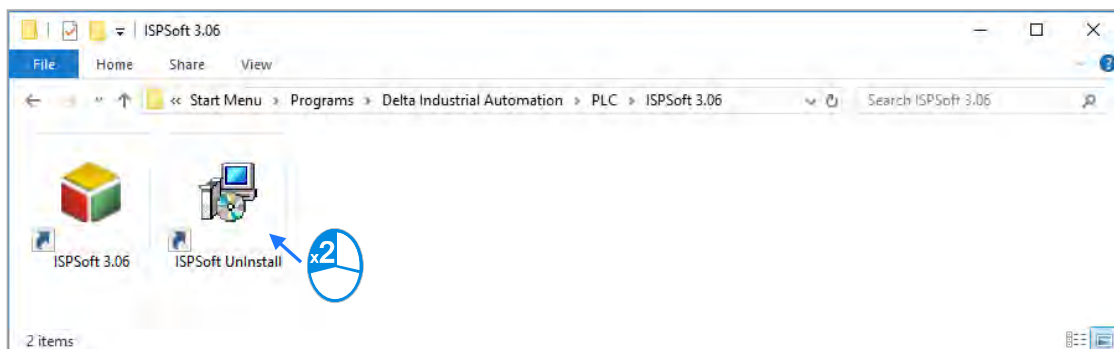 ISPSoft 3.06
File Home Share View
« Start Menu › Programs › Delta Industrial Automation › PLC › ISPSoft 3.06 Search ISPSoft 3.06
x2
ISPSoft 3.06 ISPSoft UnInstall
2 items